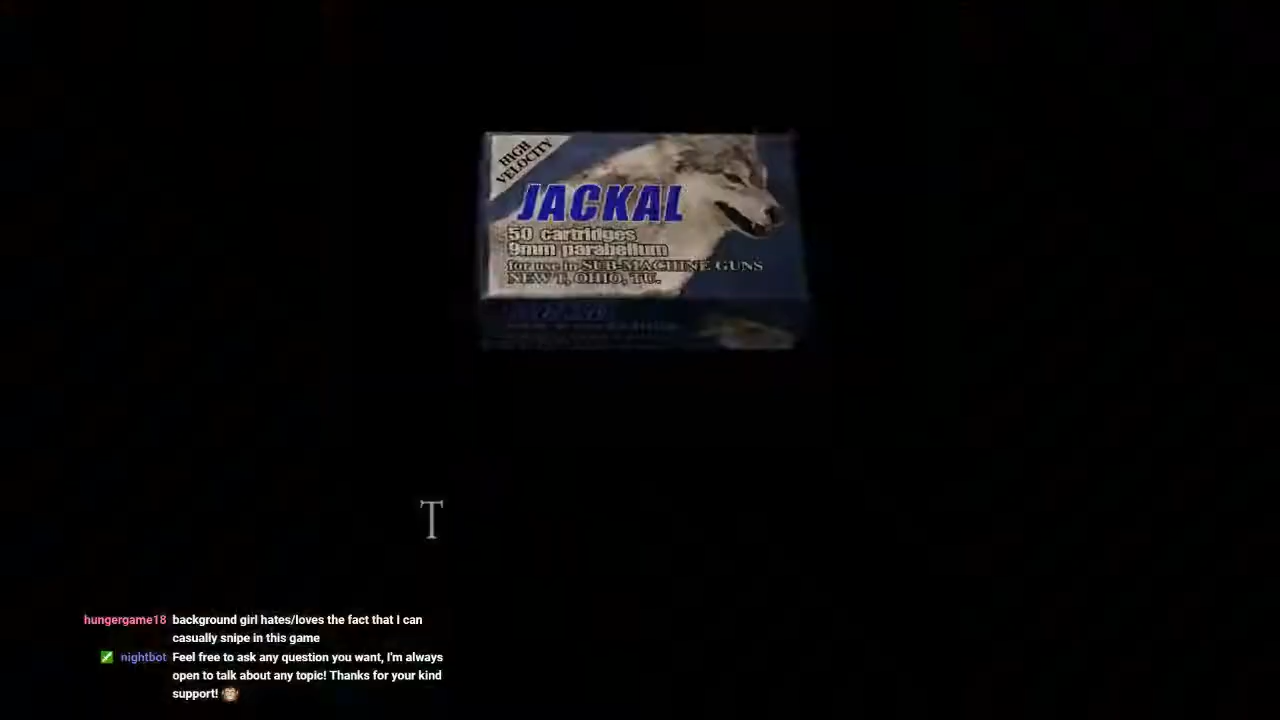 HIGH
VELOCITY
JACKAL
50 cartridges
9mm parabellum
for use in SUB-MACHINE GUNS
NEW T, OHIO, TU.
T
hungergame18 background girl hates/loves the fact that I can
casually snipe in this game
nightbot Feel free to ask any question you want, I'm always
open to talk about any topic! Thanks for your kind
support!